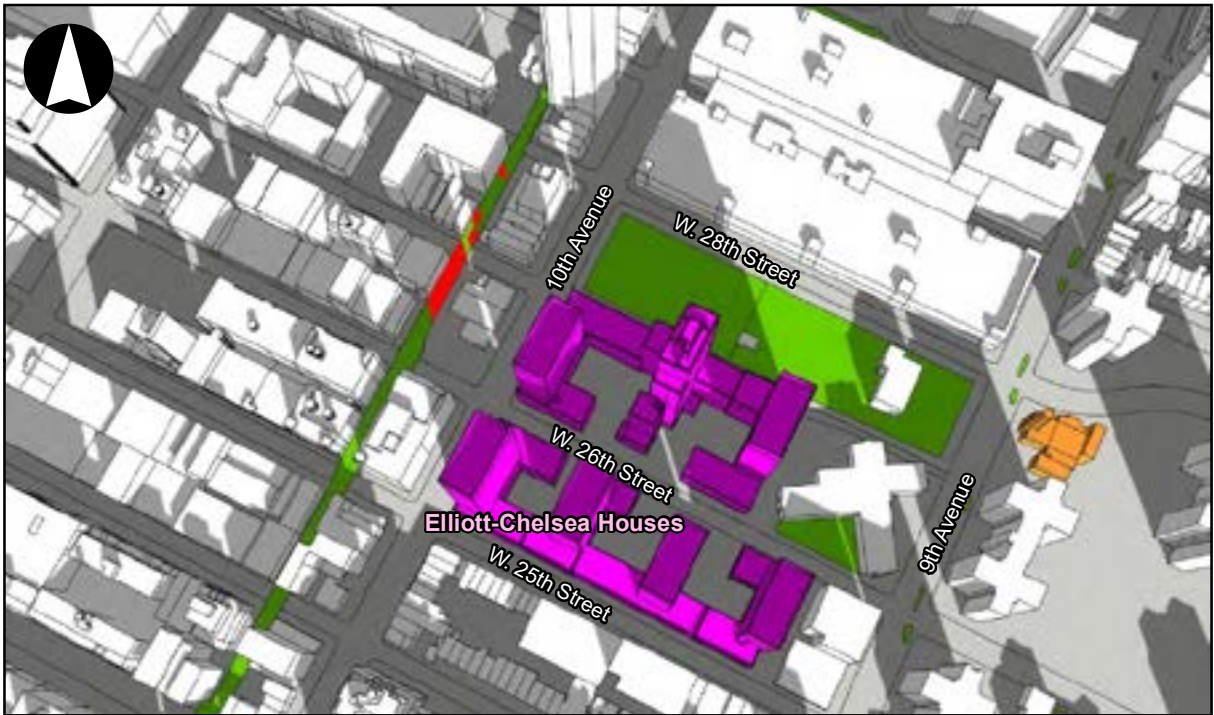 W. 28th Street
10th Avenue
W. 26th Street
Elliott-Chelsea Houses
9th Avenue
W. 25th Street